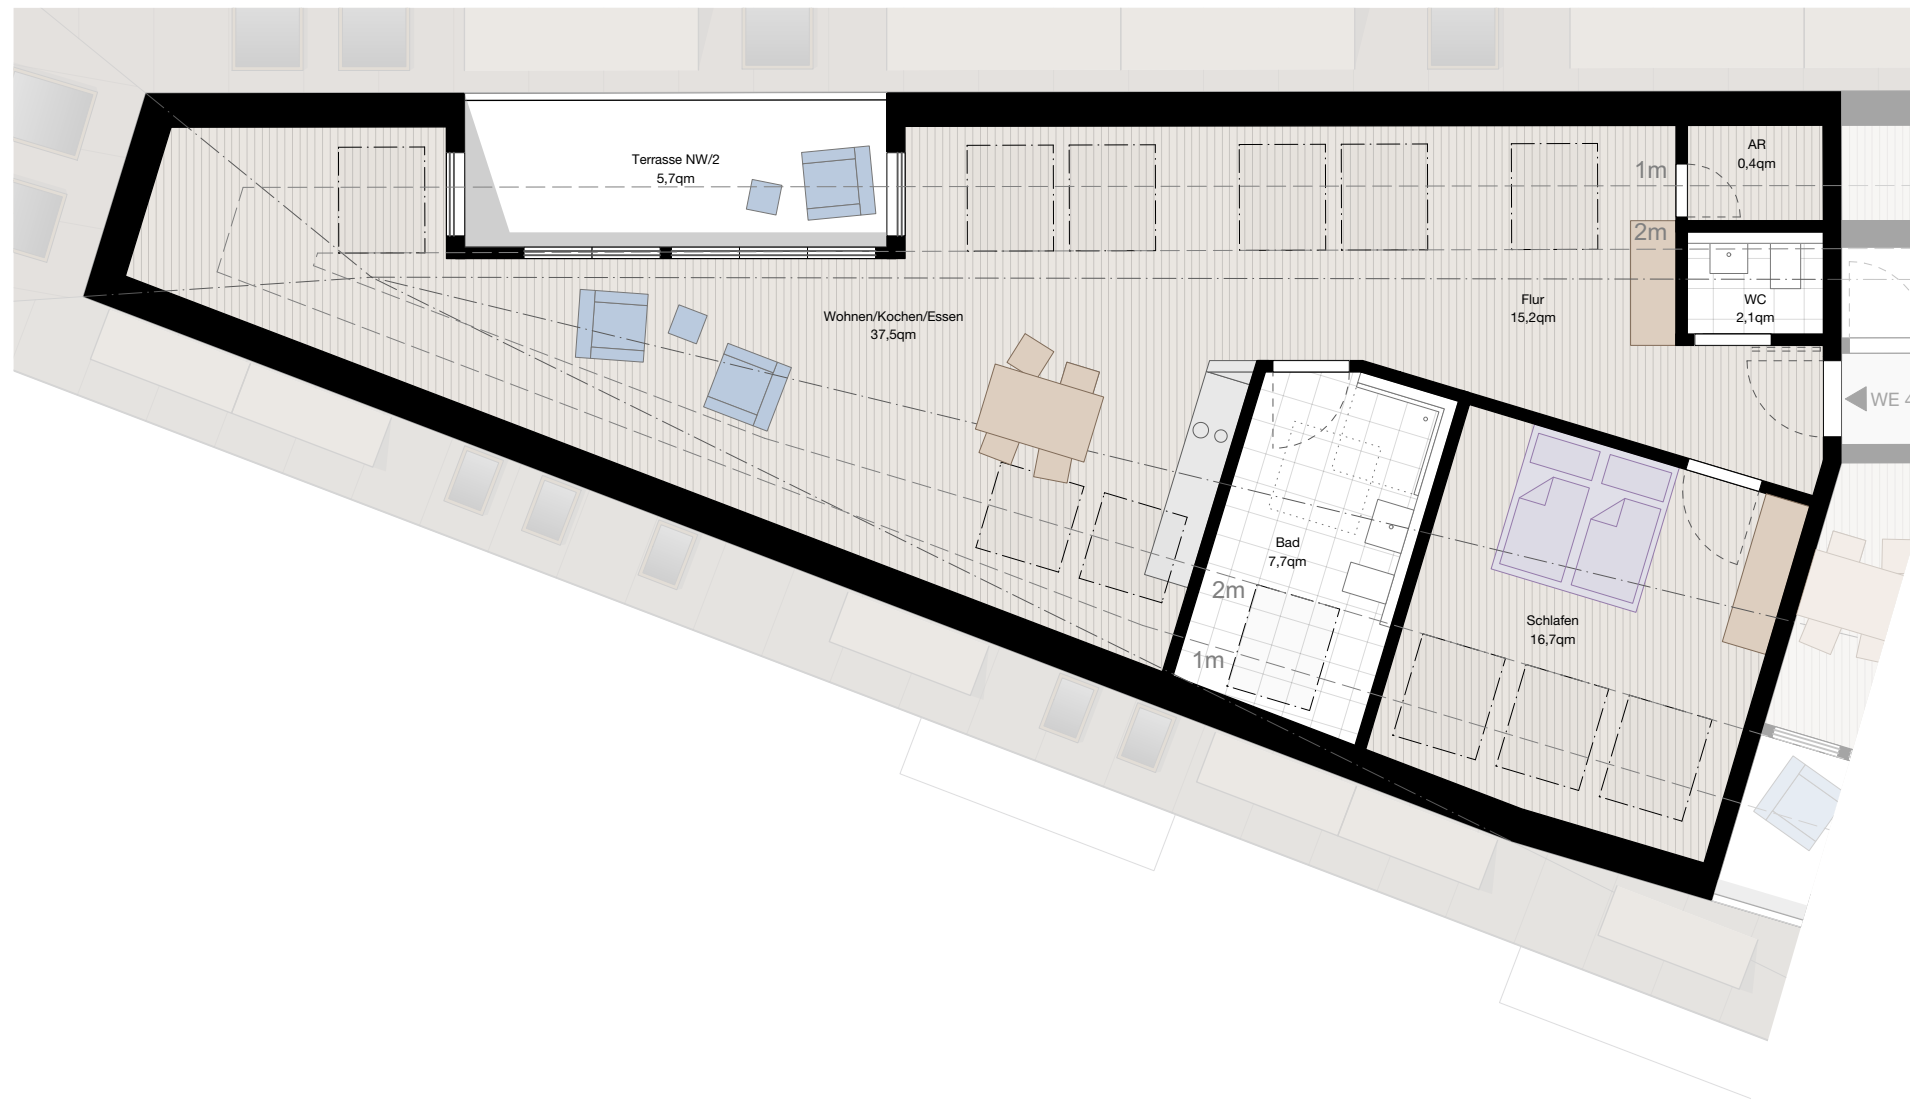 Terrasse NW/2
5,7qm
AR
0,4qm
1m
2m
WC
2,1qm
Flur
15,2qm
Wohnen/Kochen/Essen
37,5qm
WE 4
Bad
7,7qm
2m
1m
Schlafen
16,7qm